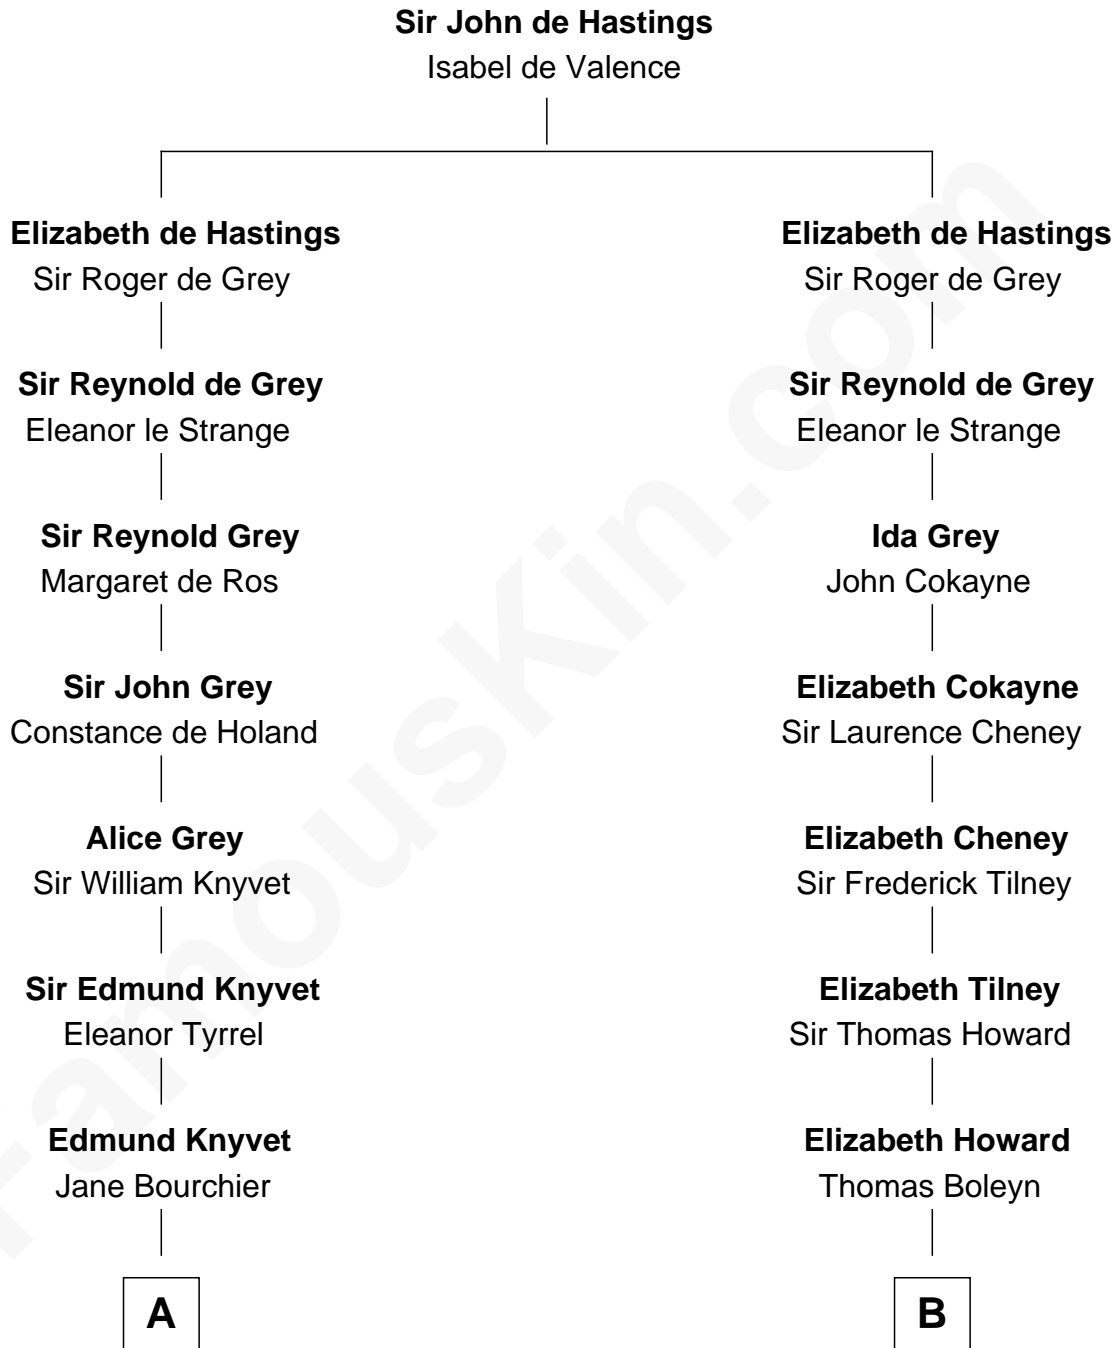 Sir John de Hastings
Isabel de Valence
Elizabeth de Hastings
Sir Roger de Grey
Elizabeth de Hastings
Sir Roger de Grey
Sir Reynold de Grey
Eleanor le Strange
Sir Reynold de Grey
Eleanor le Strange
Sir Reynold Grey
Margaret de Ros
Ida Grey
John Cokayne
Sir John Grey
Constance de Holand
Elizabeth Cokayne
Sir Laurence Cheney
Alice Grey
Sir William Knyvet
Elizabeth Cheney
Sir Frederick Tilney
Sir Edmund Knyvet
Eleanor Tyrrel
Elizabeth Tilney
Sir Thomas Howard
Edmund Knyvet
Jane Bourchier
Elizabeth Howard
Thomas Boleyn
A
B
FamousKin.com